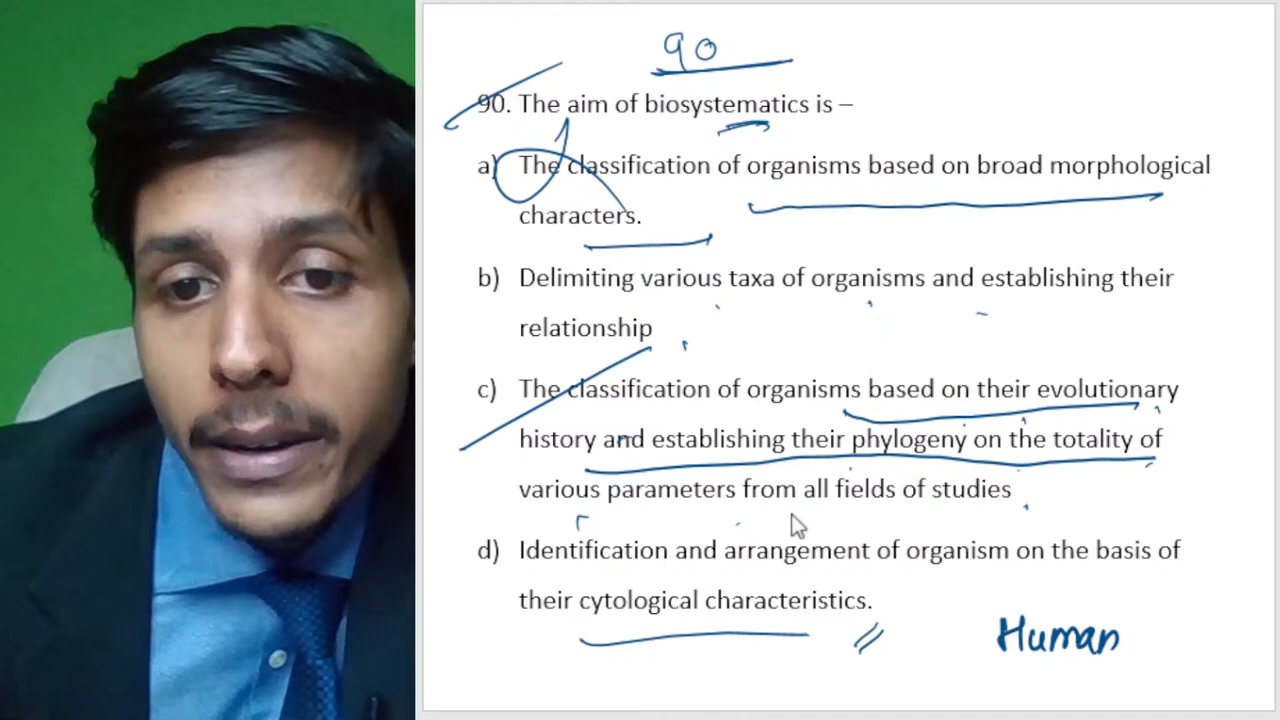 90
90. The aim of biosystematics is –
a) The classification of organisms based on broad morphological
characters.
b) Delimiting various taxa of organisms and establishing their
relationship
c) The classification of organisms based on their evolutionary
history and establishing their phylogeny on the totality of
various parameters from all fields of studies
d) Identification and arrangement of organism on the basis of
their cytological characteristics.
Human